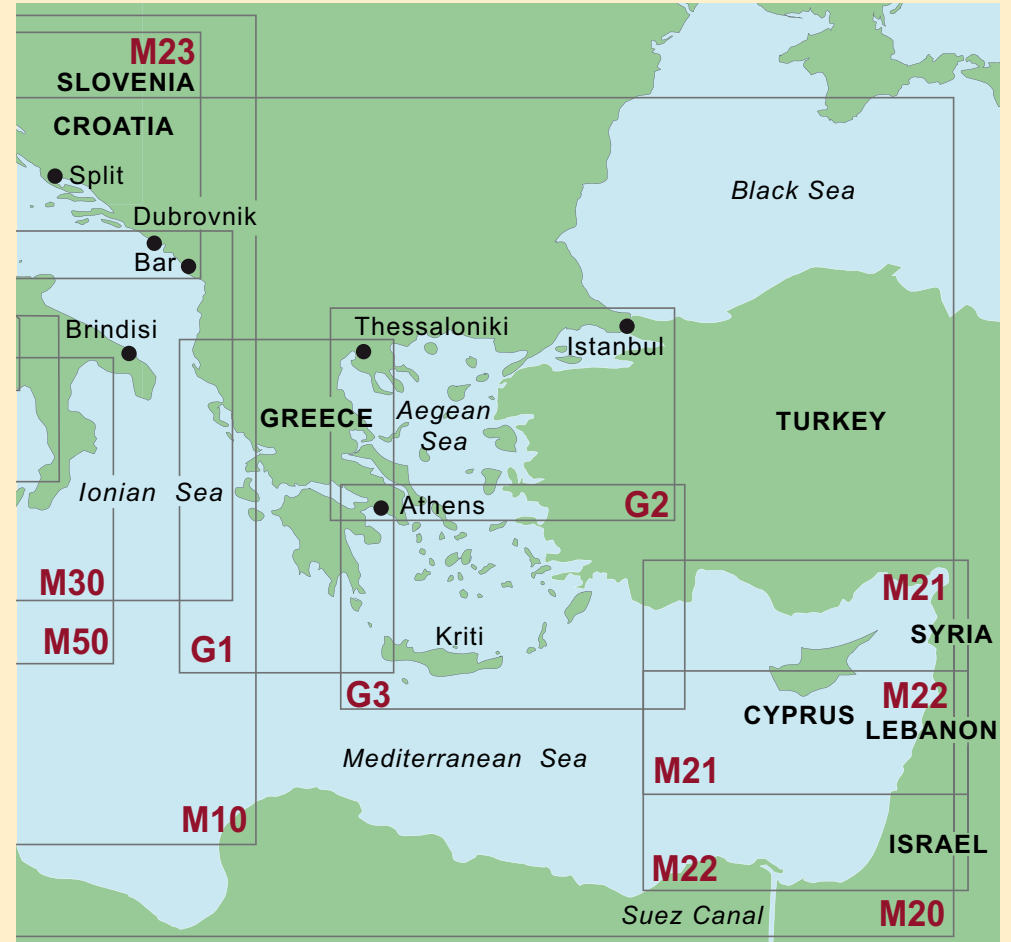 M23
SLOVENIA
CROATIA
Split
Black Sea
Dubrovnik
Bar
Brindisi
Thessaloniki
Istanbul
GREECE
Aegean
Sea
TURKEY
Ionian Sea
Athens
G2
M30
M21
M50
G1
Kriti
SYRIA
G3
M22
CYPRUS
LEBANON
Mediterranean Sea
M21
M10
ISRAEL
M22
Suez Canal
M20